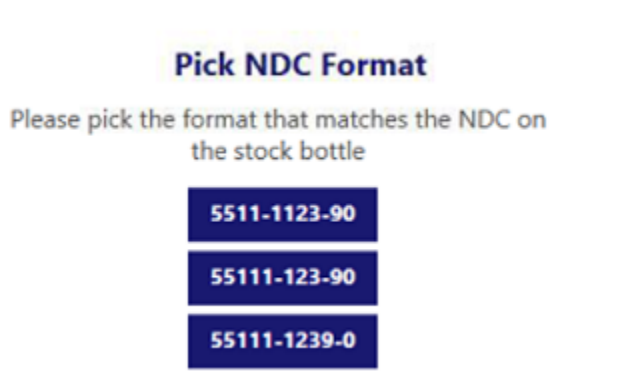 Pick NDC Format
Please pick the format that matches the NDC on
the stock bottle
5511-1123-90
55111-123-90
55111-1239-0